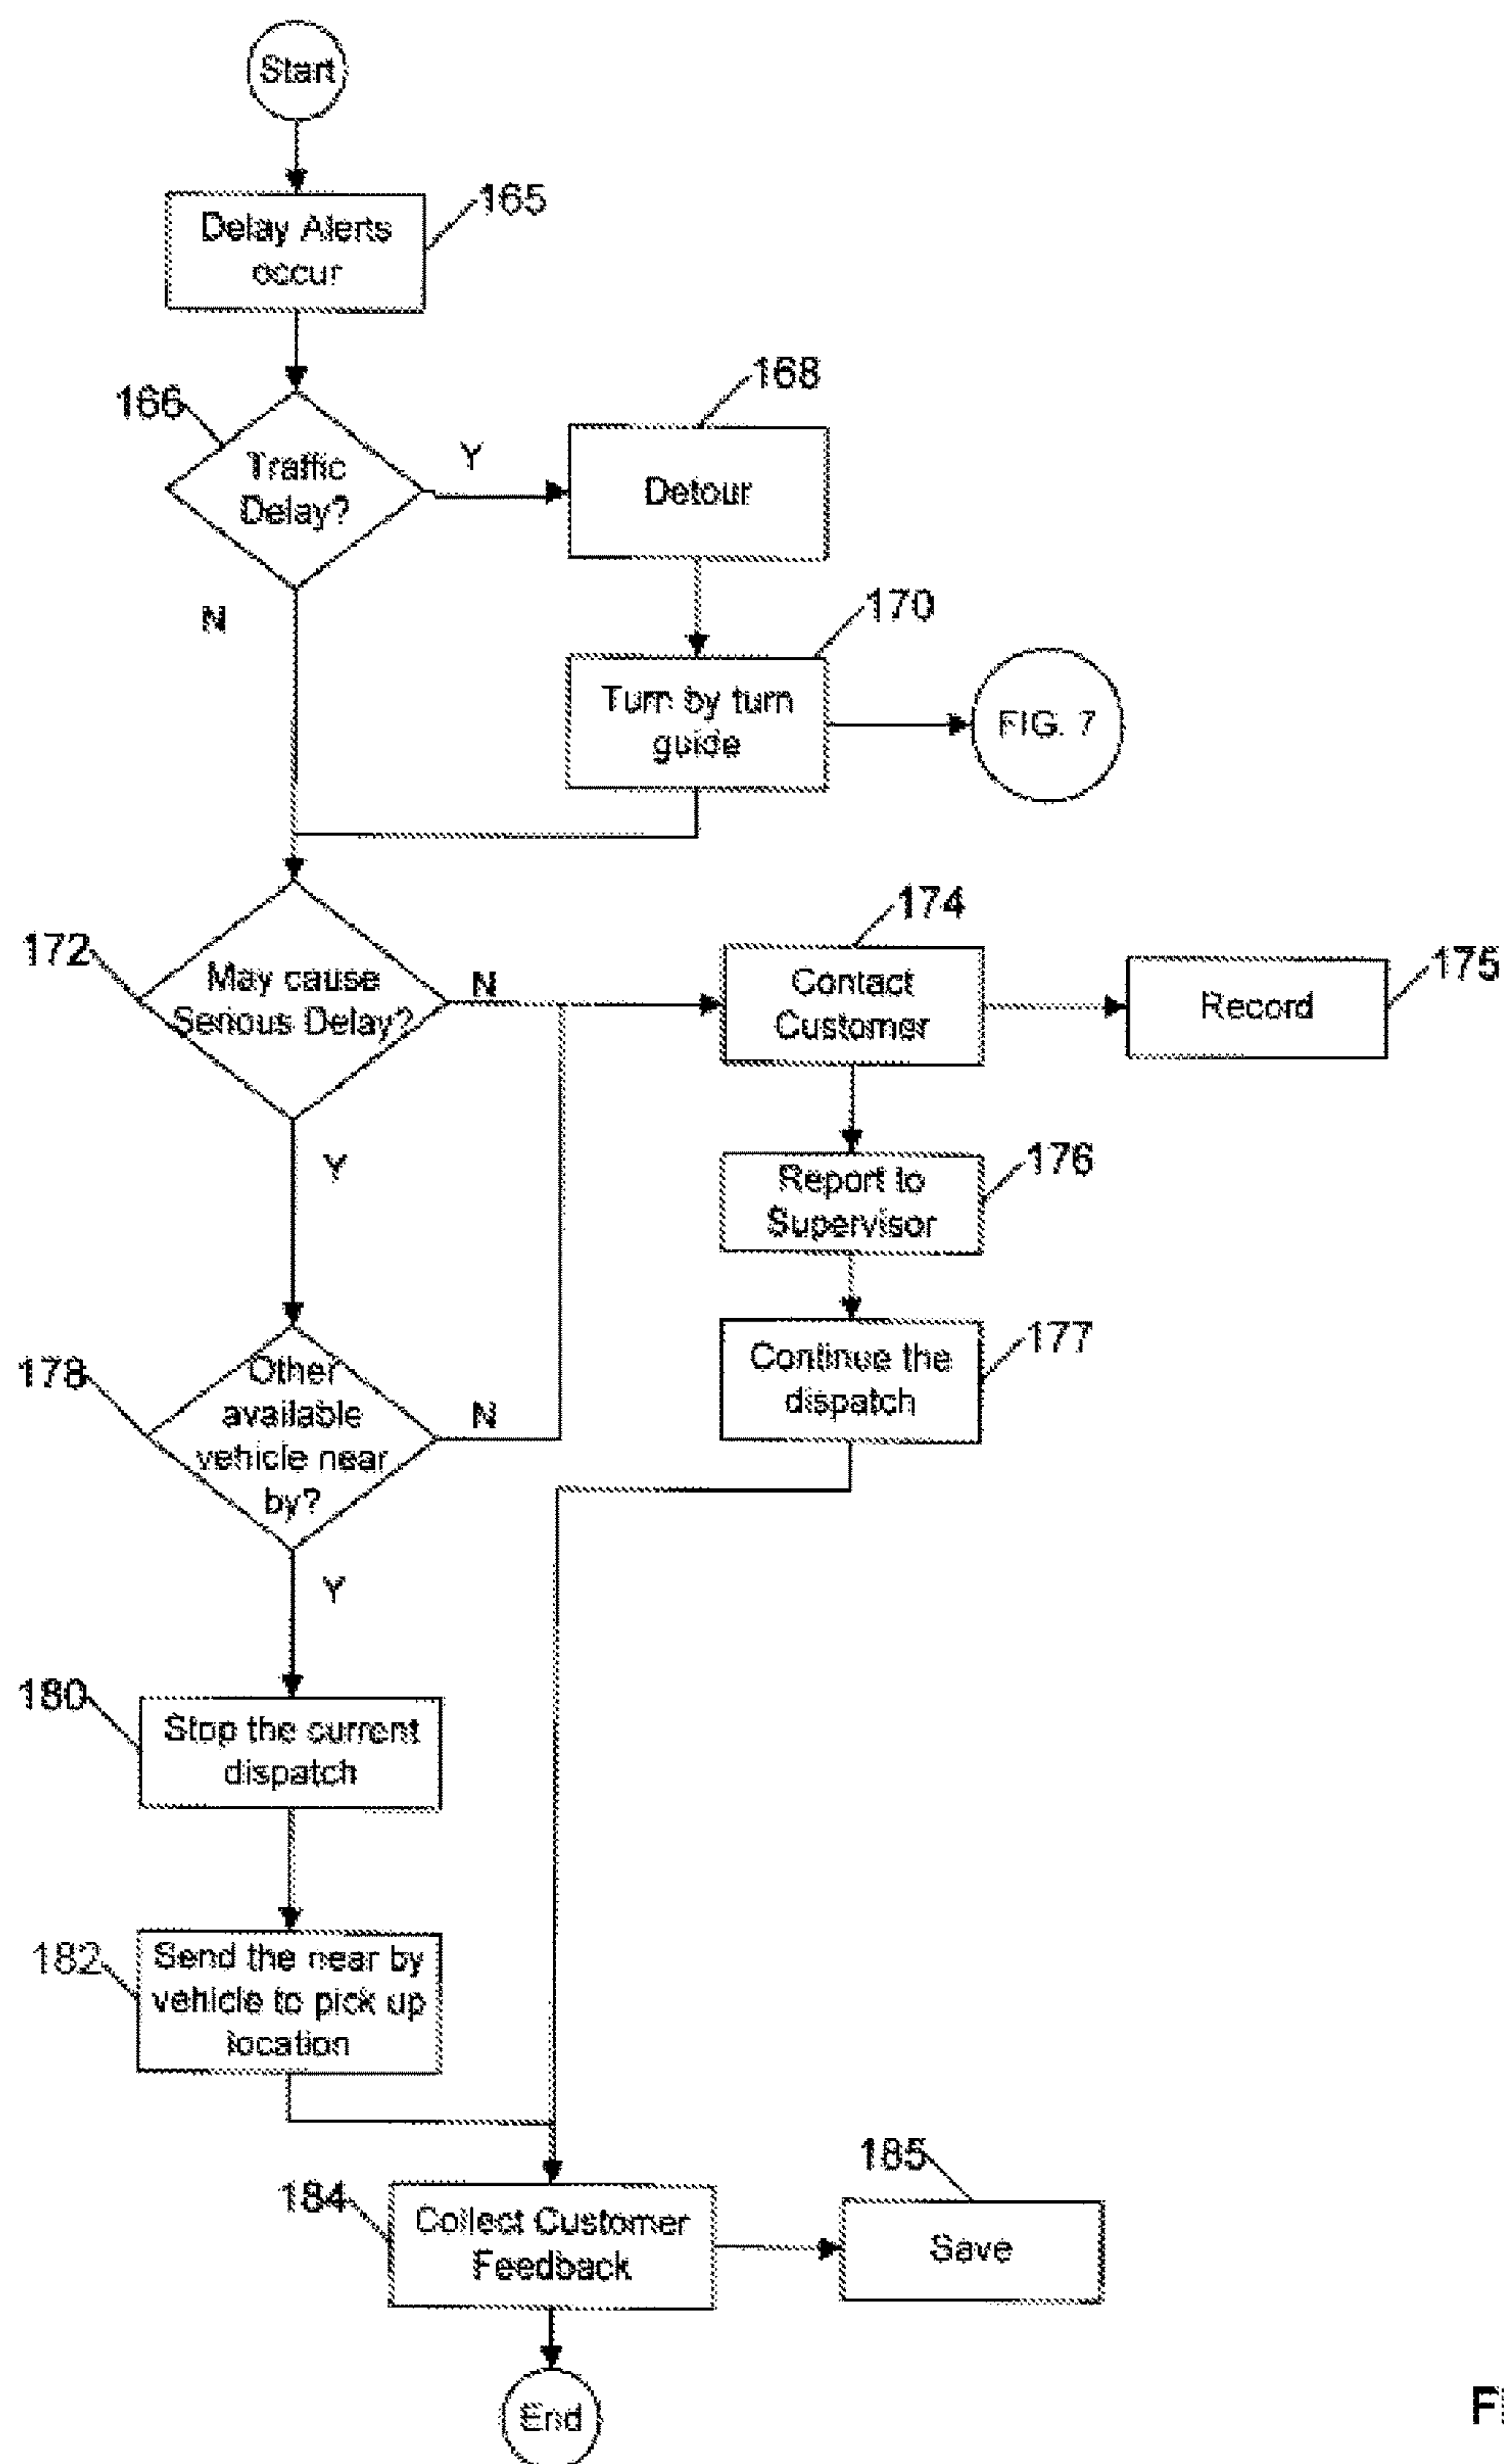 Start
165
Delay Alerts
occur
166
Traffic
Delay?
Y
168
Detour
N
170
Turn by turn
guide
FIG. 7
172
May cause
Serious Delay?
N
174
Contact
Customer
175
Record
Y
176
Report to
Supervisor
177
Continue the
dispatch
178
Other
available
vehicle near
by?
N
Y
180
Stop the current
dispatch
182
Send the near by
vehicle to pick up
location
184
Collect Customer
Feedback
185
Save
End